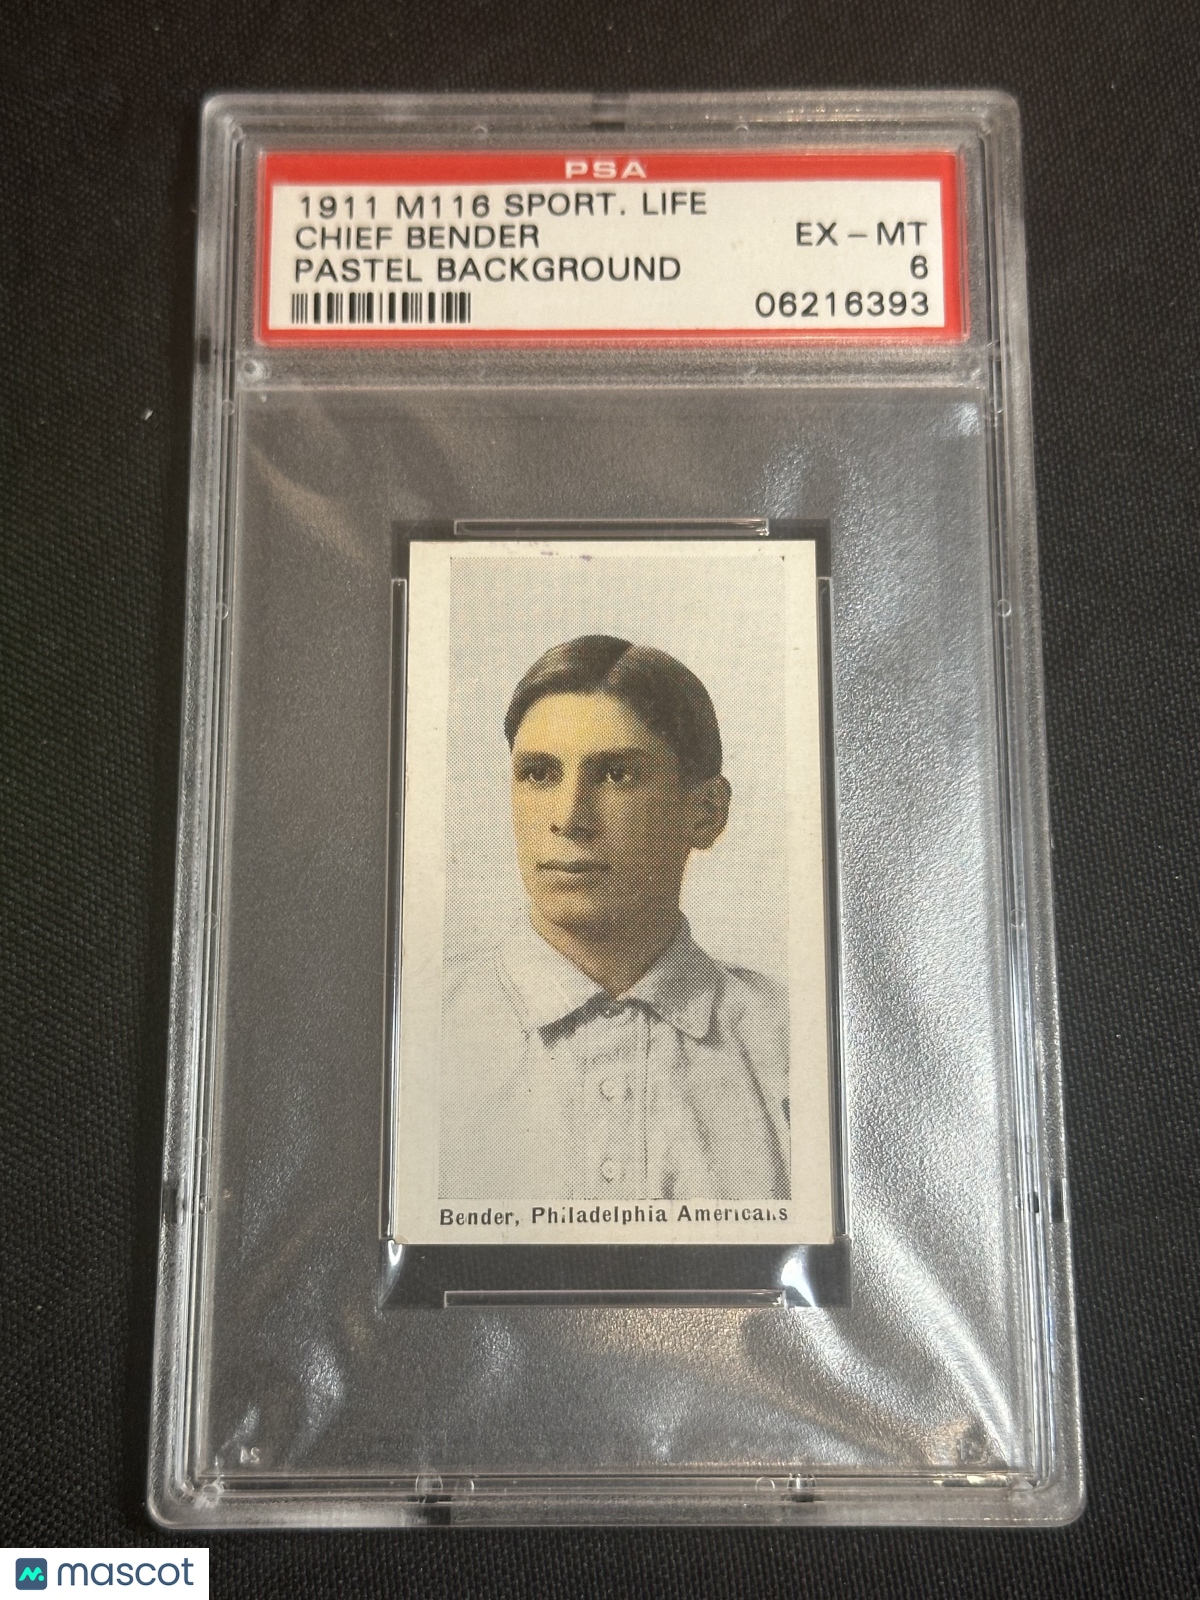 PSA
1911 M116 SPORT. LIFE
CHIEF BENDER EX - MT
PASTEL BACKGROUND 6
06216393
Bender, Philadelphia Americans
mascot